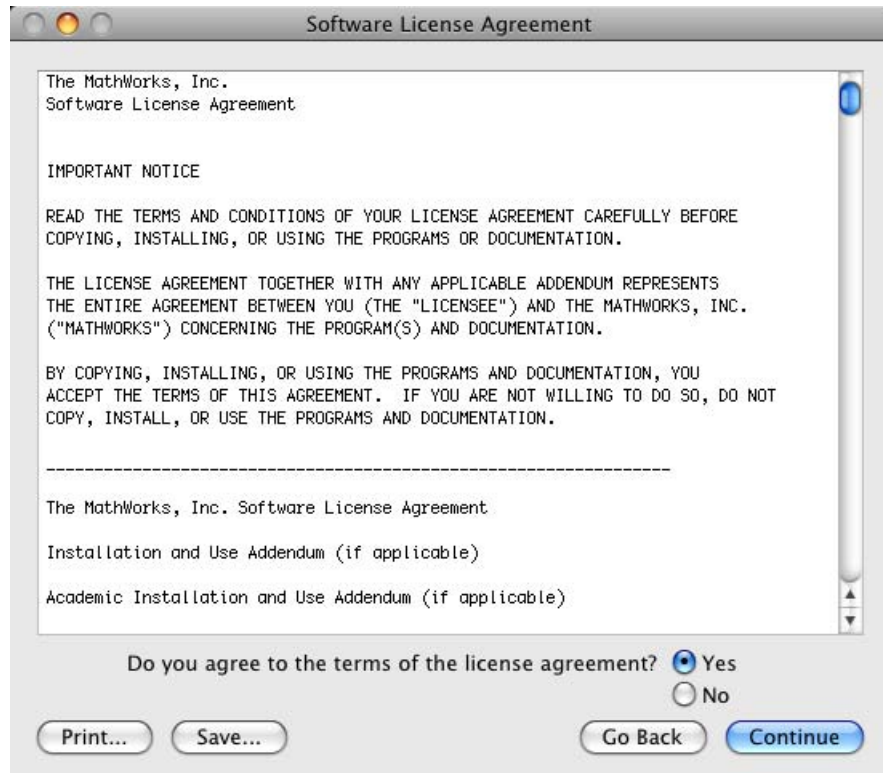 Software License Agreement
The MathWorks, Inc.
Software License Agreement
IMPORTANT NOTICE
READ THE TERMS AND CONDITIONS OF YOUR LICENSE AGREEMENT CAREFULLY BEFORE
COPYING, INSTALLING, OR USING THE PROGRAMS OR DOCUMENTATION.
THE LICENSE AGREEMENT TOGETHER WITH ANY APPLICABLE ADDENDUM REPRESENTS
THE ENTIRE AGREEMENT BETWEEN YOU (THE "LICENSEE") AND THE MATHWORKS, INC.
("MATHWORKS") CONCERNING THE PROGRAM(S) AND DOCUMENTATION.
BY COPYING, INSTALLING, OR USING THE PROGRAMS AND DOCUMENTATION, YOU
ACCEPT THE TERMS OF THIS AGREEMENT.  IF YOU ARE NOT WILLING TO DO SO, DO NOT
COPY, INSTALL, OR USE THE PROGRAMS AND DOCUMENTATION.
-----------------------------------------------------------------
The MathWorks, Inc. Software License Agreement
Installation and Use Addendum (if applicable)
Academic Installation and Use Addendum (if applicable)
Do you agree to the terms of the license agreement? Yes
No
Print... Save... Go Back Continue